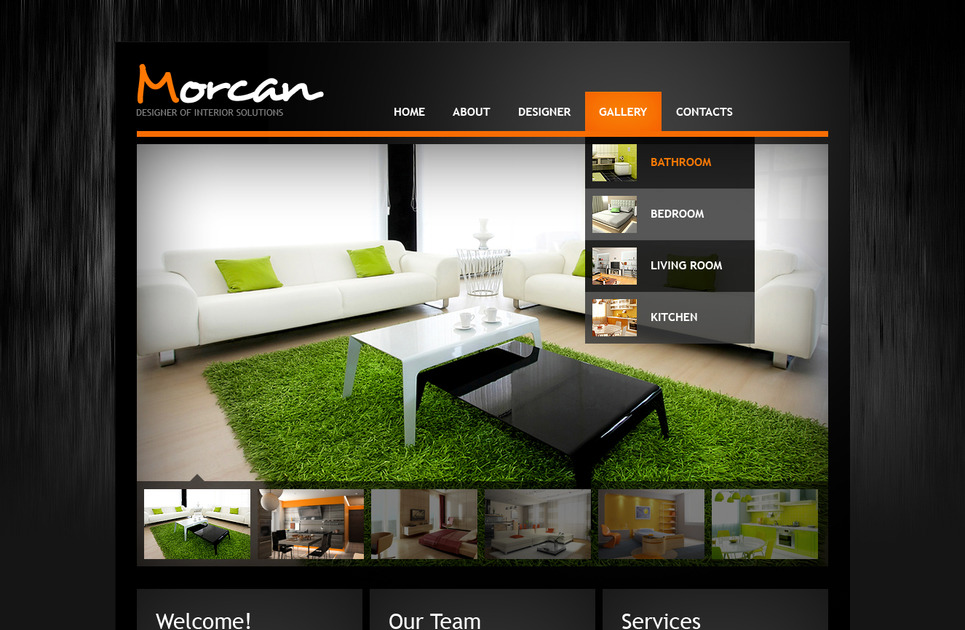 Morcan
DESIGNER OF INTERIOR SOLUTIONS
HOME ABOUT DESIGNER GALLERY CONTACTS
BATHROOM
BEDROOM
LIVING ROOM
KITCHEN
Welcome! Our Team Services